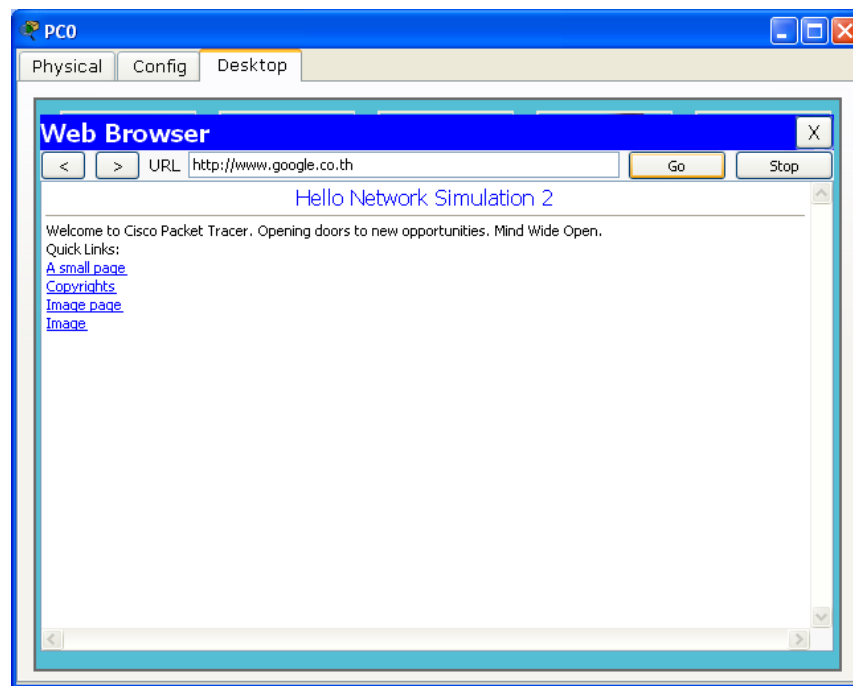 PC0
Physical Config Desktop
Web Browser X
< > URL http://www.google.co.th Go Stop
Hello Network Simulation 2
Welcome to Cisco Packet Tracer. Opening doors to new opportunities. Mind Wide Open.
Quick Links:
A small page
Copyrights
Image page
Image